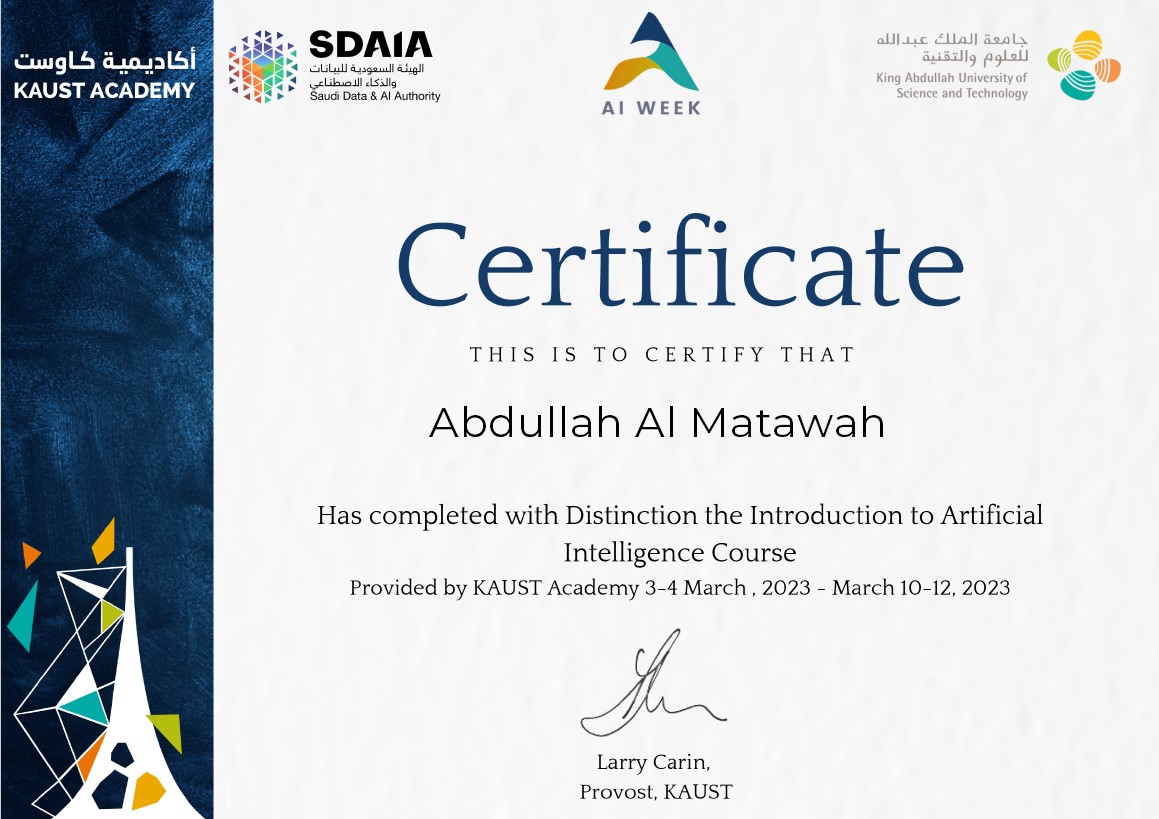 أكاديمية كاوست
KAUST ACADEMY
SDAIA
الهيئة السعودية للبيانات
والذكاء الاصطناعي
Saudi Data & AI Authority
AI WEEK
جامعة الملك عبدالله
للعلوم والتقنية
King Abdullah University of
Science and Technology
Certificate
THIS IS TO CERTIFY THAT
Abdullah Al Matawah
Has completed with Distinction the Introduction to Artificial
Intelligence Course
Provided by KAUST Academy 3-4 March , 2023 - March 10-12, 2023
Larry Carin,
Provost, KAUST